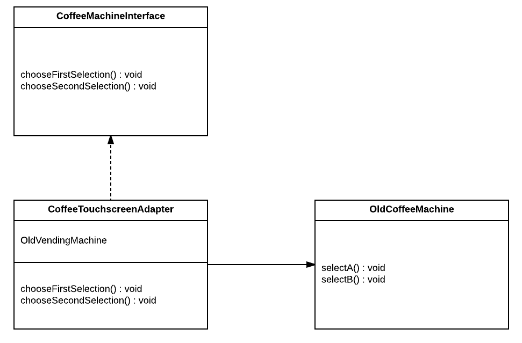 CoffeeMachineInterface
chooseFirstSelection() : void
chooseSecondSelection() : void
CoffeeTouchscreenAdapter
OldVendingMachine
chooseFirstSelection() : void
chooseSecondSelection() : void
OldCoffeeMachine
selectA() : void
selectB() : void